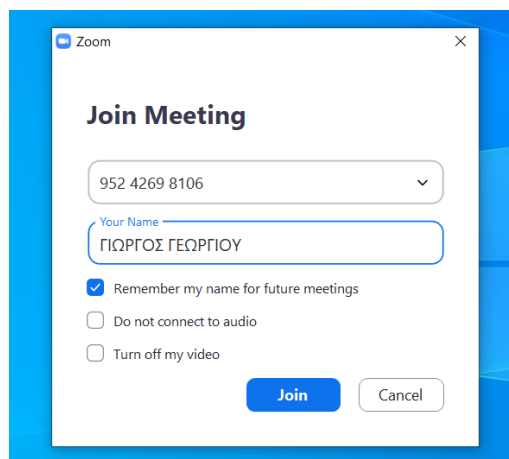 Zoom
Join Meeting
952 4269 8106
Your Name
ΓΙΩΡΓΟΣ ΓΕΩΡΓΙΟΥ
Remember my name for future meetings
Do not connect to audio
Turn off my video
Join Cancel